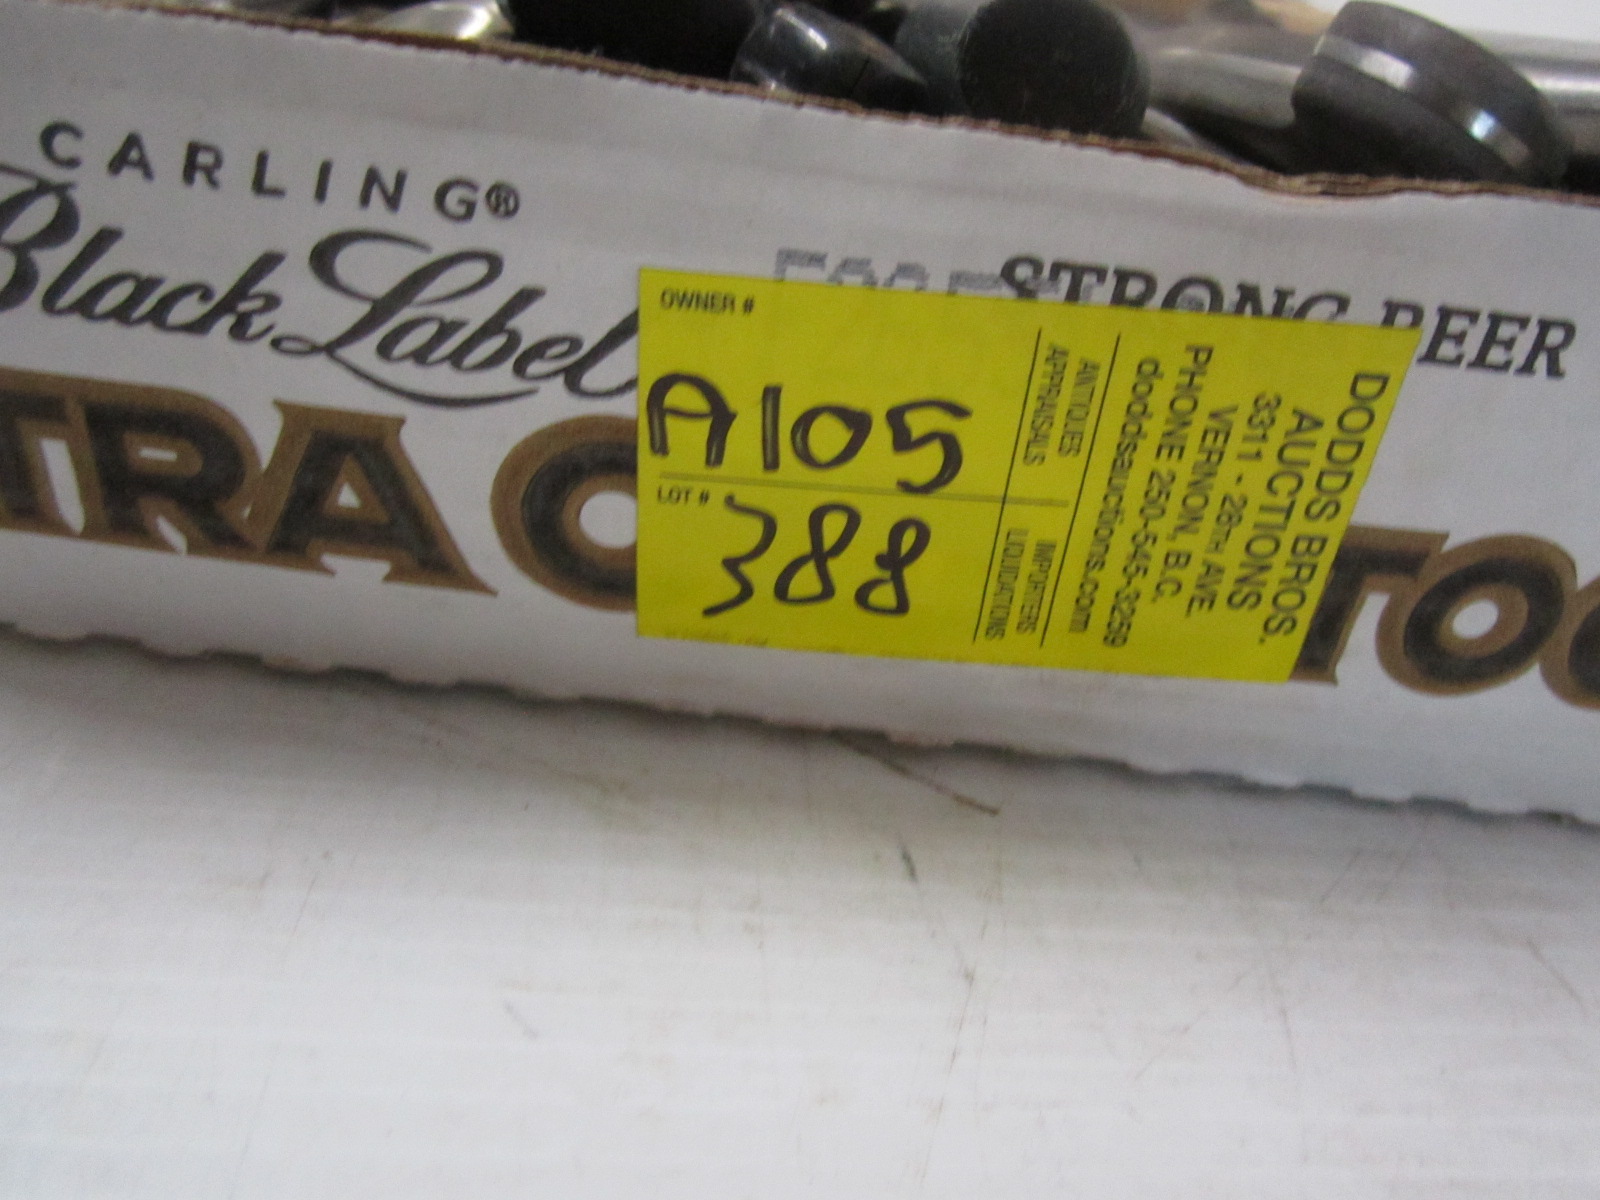 CARLING®
Black Label
STRONG BEER
TRA
TOC
OWNER #
A105
LOT #
388
ANTIQUES
APPRAISALS
IMPORTERS
LIQUIDATIONS
DODDS BROS.
AUCTIONS
3311 - 28TH AVE.
VERNON, B.C.
PHONE 250-545-3259
doddsauctions.com